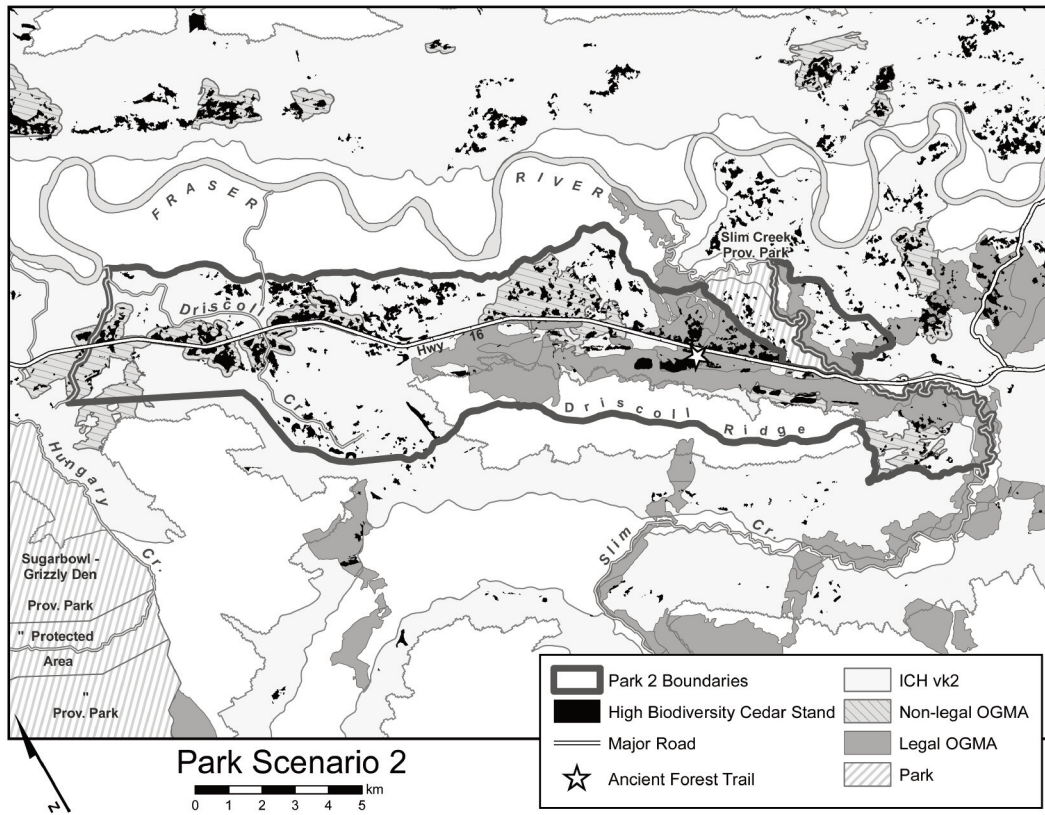 FRASER
RIVER
Slim Creek
Prov. Park
Driscoll
Cr.
Hwy 16
Driscoll
Ridge
Hungary
Cr.
Slim
Cr.
Sugarbowl -
Grizzly Den
Prov. Park
" Protected
Area
"
Prov. Park
Park 2 Boundaries
High Biodiversity Cedar Stand
Major Road
Ancient Forest Trail
ICH vk2
Non-legal OGMA
Legal OGMA
Park
Park Scenario 2
km
0 1 2 3 4 5
N